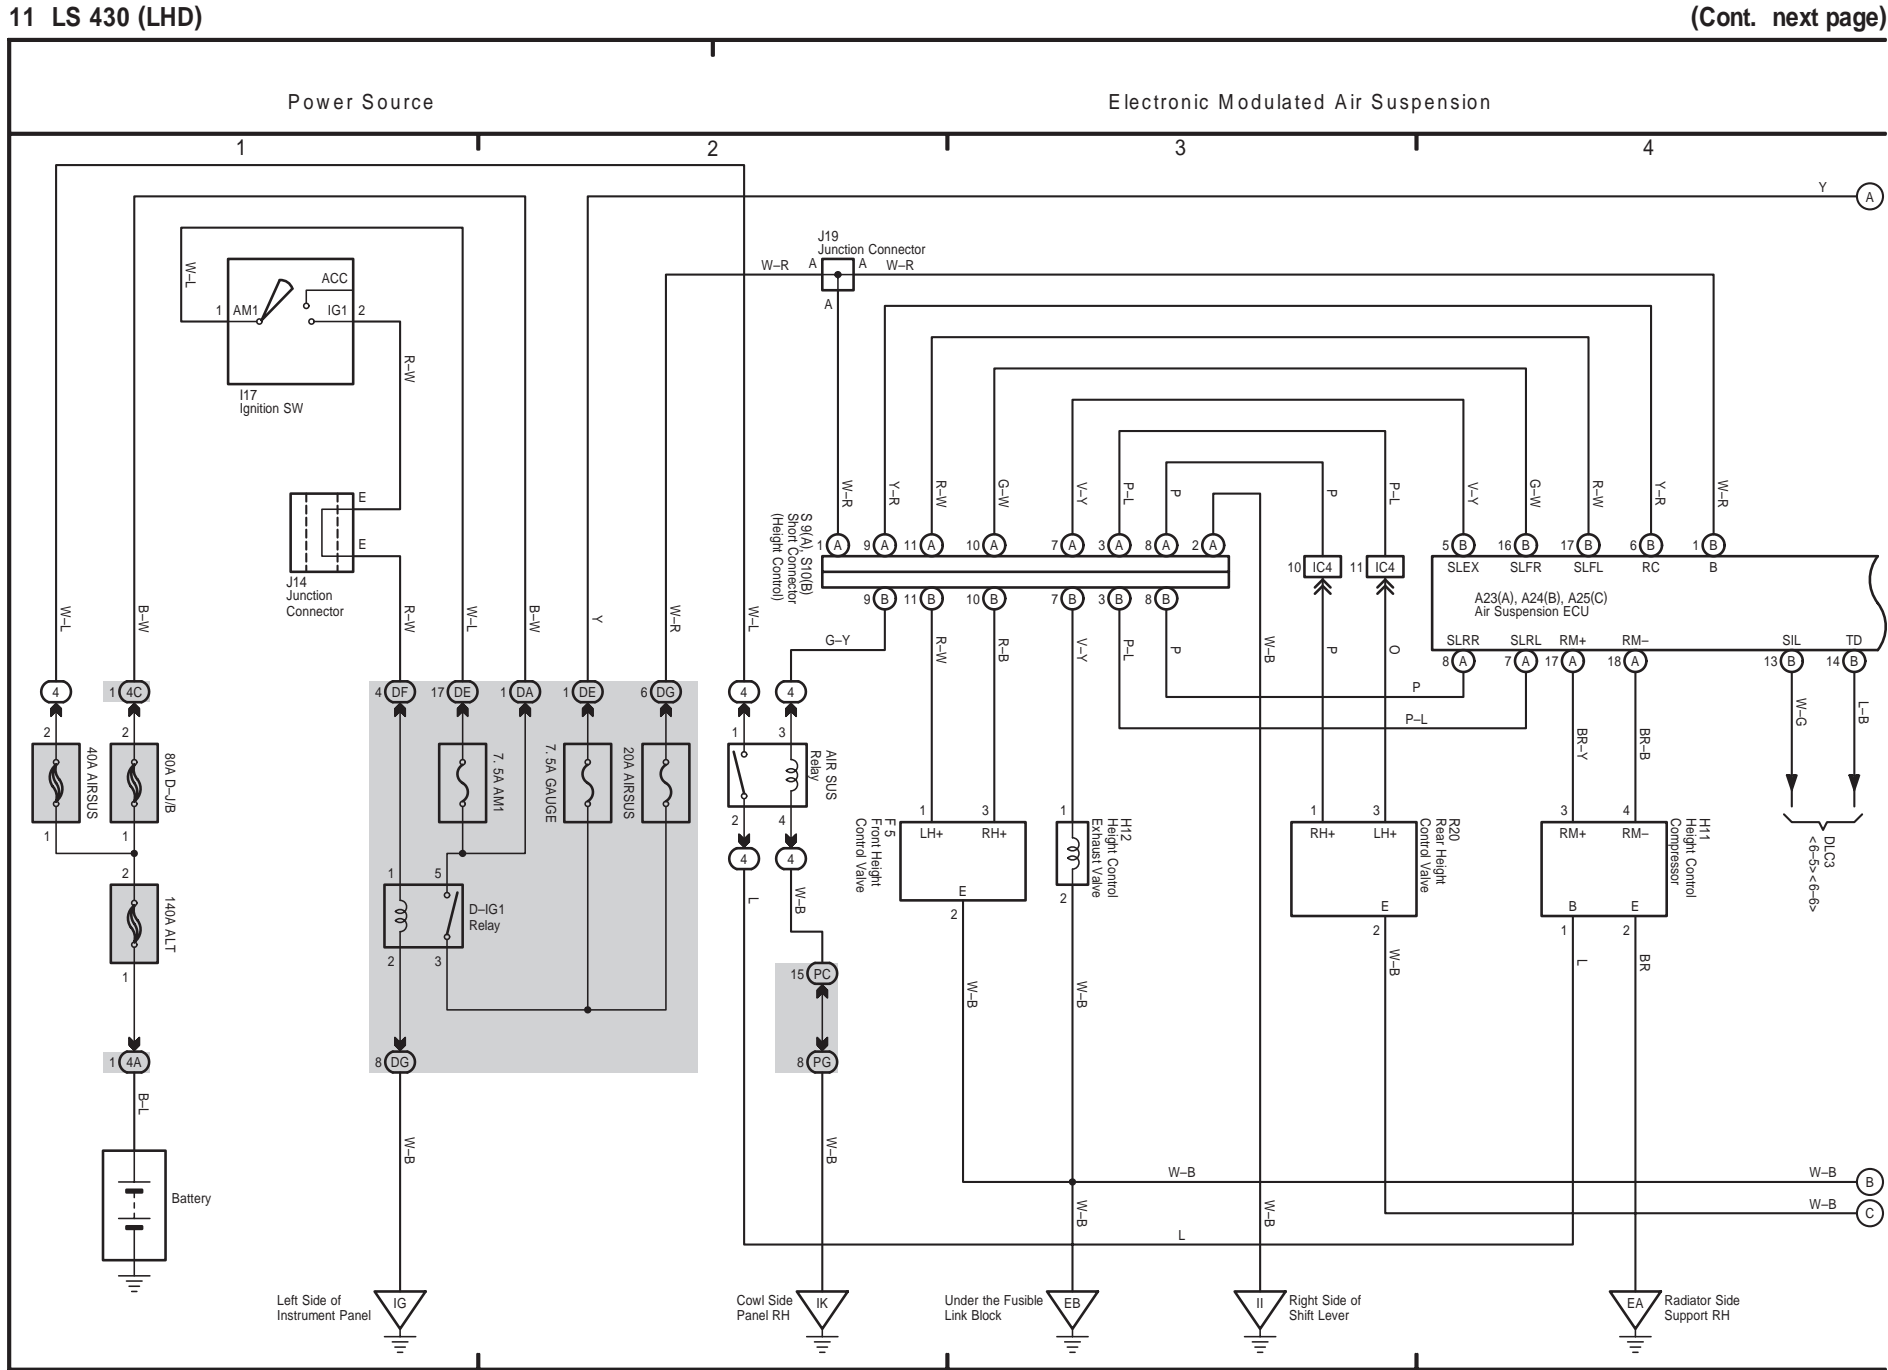 11 LS 430 (LHD)
(Cont. next page)
Power Source
Electronic Modulated Air Suspension
1
2
3
4
Y
A
J19
Junction Connector
W–R
A
A
W–R
A
W–L
ACC
1
AM1
IG1
2
I17
Ignition SW
R–W
E
E
J14
Junction
Connector
W–R
Y–R
R–W
G–W
V–Y
P–L
P
P
P–L
V–Y
G–W
R–W
Y–R
W–R
S 9(A), S10(B)
Short Connector
(Height Control)
1 A
9 A
11 A
10 A
7 A
3 A
8 A
2 A
10 IC4
11 IC4
5 B
16 B
17 B
6 B
1 B
SLEX
SLFR
SLFL
RC
B
A23(A), A24(B), A25(C)
Air Suspension ECU
9 B
11 B
10 B
7 B
3 B
8 B
SLRR
SLRL
RM+
RM–
SIL
TD
8 A
7 A
17 A
18 A
13 B
14 B
W–L
B–W
R–W
W–L
B–W
Y
W–R
W–L
G–Y
R–W
R–B
V–Y
P–L
P
W–B
P
O
P
P–L
BR–Y
BR–B
W–G
L–B
4
1 4C
4 DF
17 DE
1 DA
1 DE
6 DG
4
4
2
40A AIRSUS
1
2
80A D–J/B
1
7. 5A AM1
7. 5A GAUGE
20A AIRSUS
1
3
AIR SUS
Relay
2
4
4
4
2
140A ALT
1
1
5
D–IG1
Relay
2
3
L
W–B
1
3
LH+
RH+
F 5
Front Height
Control Valve
E
2
1
H12
Height Control
Exhaust Valve
2
1
3
RH+
LH+
R20
Rear Height
Control Valve
E
2
3
4
RM+
RM–
H11
Height Control
Compressor
B
E
1
2
DLC3
<6–5><6–6>
15 PC
8 PG
1 4A
8 DG
W–B
W–B
W–B
L
BR
B–L
W–B
W–B
Battery
W–B
W–B
B
W–B
C
W–B
W–B
L
Left Side of
Instrument Panel
IG
Cowl Side
Panel RH
IK
Under the Fusible
Link Block
EB
II
Right Side of
Shift Lever
EA
Radiator Side
Support RH